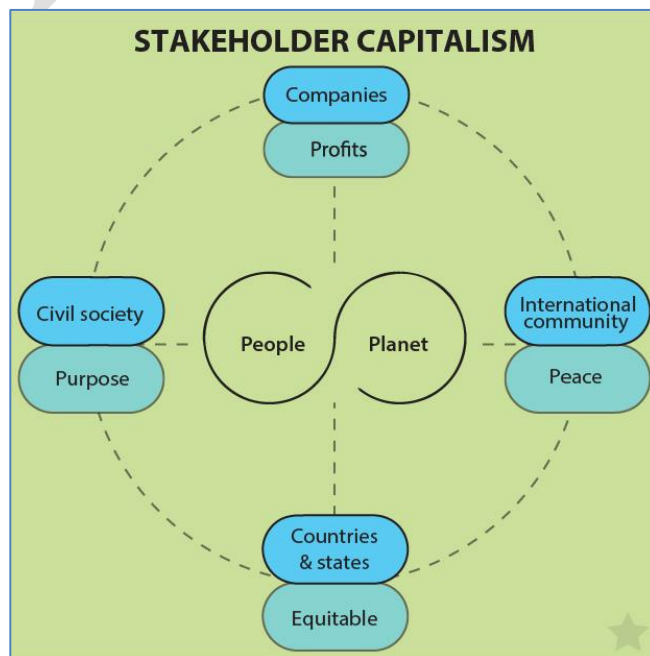 STAKEHOLDER CAPITALISM
Companies
Profits
Civil society
Purpose
People
Planet
International
community
Peace
Countries
& states
Equitable